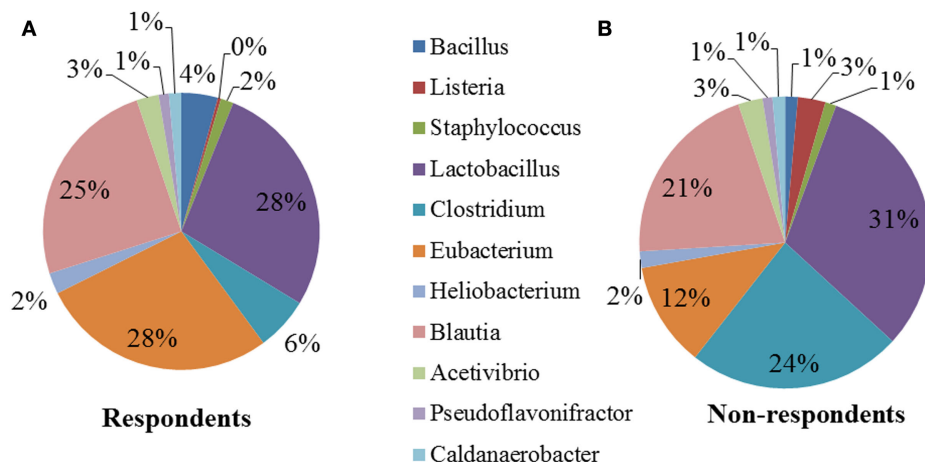 A
1%
0%
1%
3%
4%
2%
25%
28%
2%
28%
6%
Respondents
Bacillus
Listeria
Staphylococcus
Lactobacillus
Clostridium
Eubacterium
Heliobacterium
Blautia
Acetivibrio
Pseudoflavonifractor
Caldanaerobacter
B
1%
1%
1%
3%
3%
1%
21%
31%
2%
12%
24%
Non-respondents